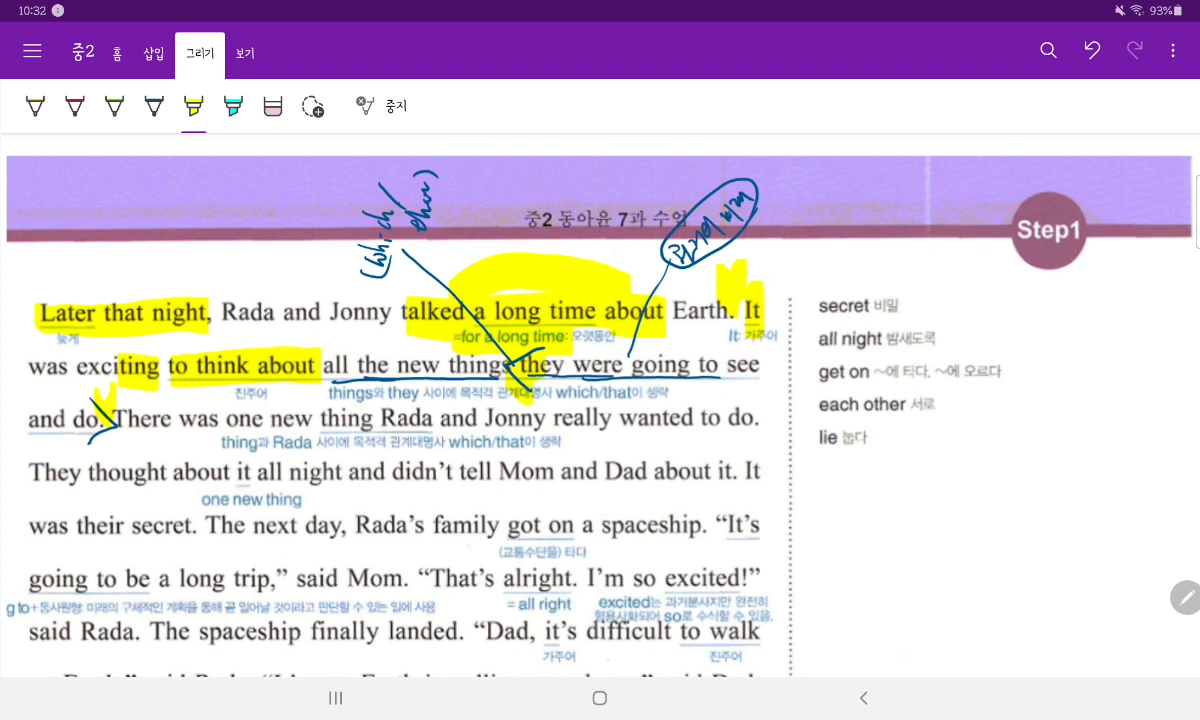 10:32 1 93%
중2 홈 삽입 그리기 보기
중지
(which/
that)
중2 동아윤 7과 수업
Step1
Later that night, Rada and Jonny talked a long time about Earth. It
늦게 =for a long time: 오랫동안 It: 가주어
was exciting to think about all the new things they were going to see
진주어 things와 they 사이에 목적격 관계대명사 which/that이 생략
and do. There was one new thing Rada and Jonny really wanted to do.
thing과 Rada 사이에 목적격 관계대명사 which/that이 생략
They thought about it all night and didn't tell Mom and Dad about it. It
one new thing
was their secret. The next day, Rada's family got on a spaceship. "It's
(교통수단을) 타다
going to be a long trip," said Mom. "That's alright. I'm so excited!"
g to+동사원형: 미래의 구체적인 계획을 통해 곧 일어날 것이라고 판단할 수 있는 일에 사용 = all right excited는 과거분사지만 완전히
형용사화되어 so로 수식할 수 있음.
said Rada. The spaceship finally landed. "Dad, it's difficult to walk
가주어 진주어
secret 비밀
all night 밤새도록
get on ~에 타다, ~에 오르다
each other 서로
lie 눕다